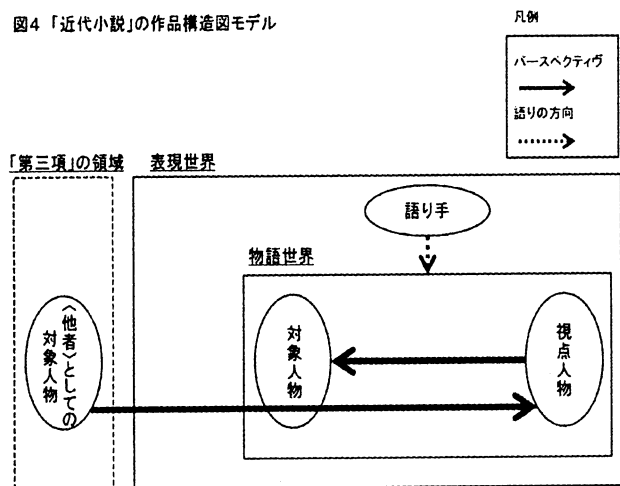 図4 「近代小説」の作品構造図モデル
凡例
パースペクティヴ
語りの方向
「第三項」の領域
表現世界
語り手
物語世界
〈他者〉としての
対象人物
対象人物
視点人物